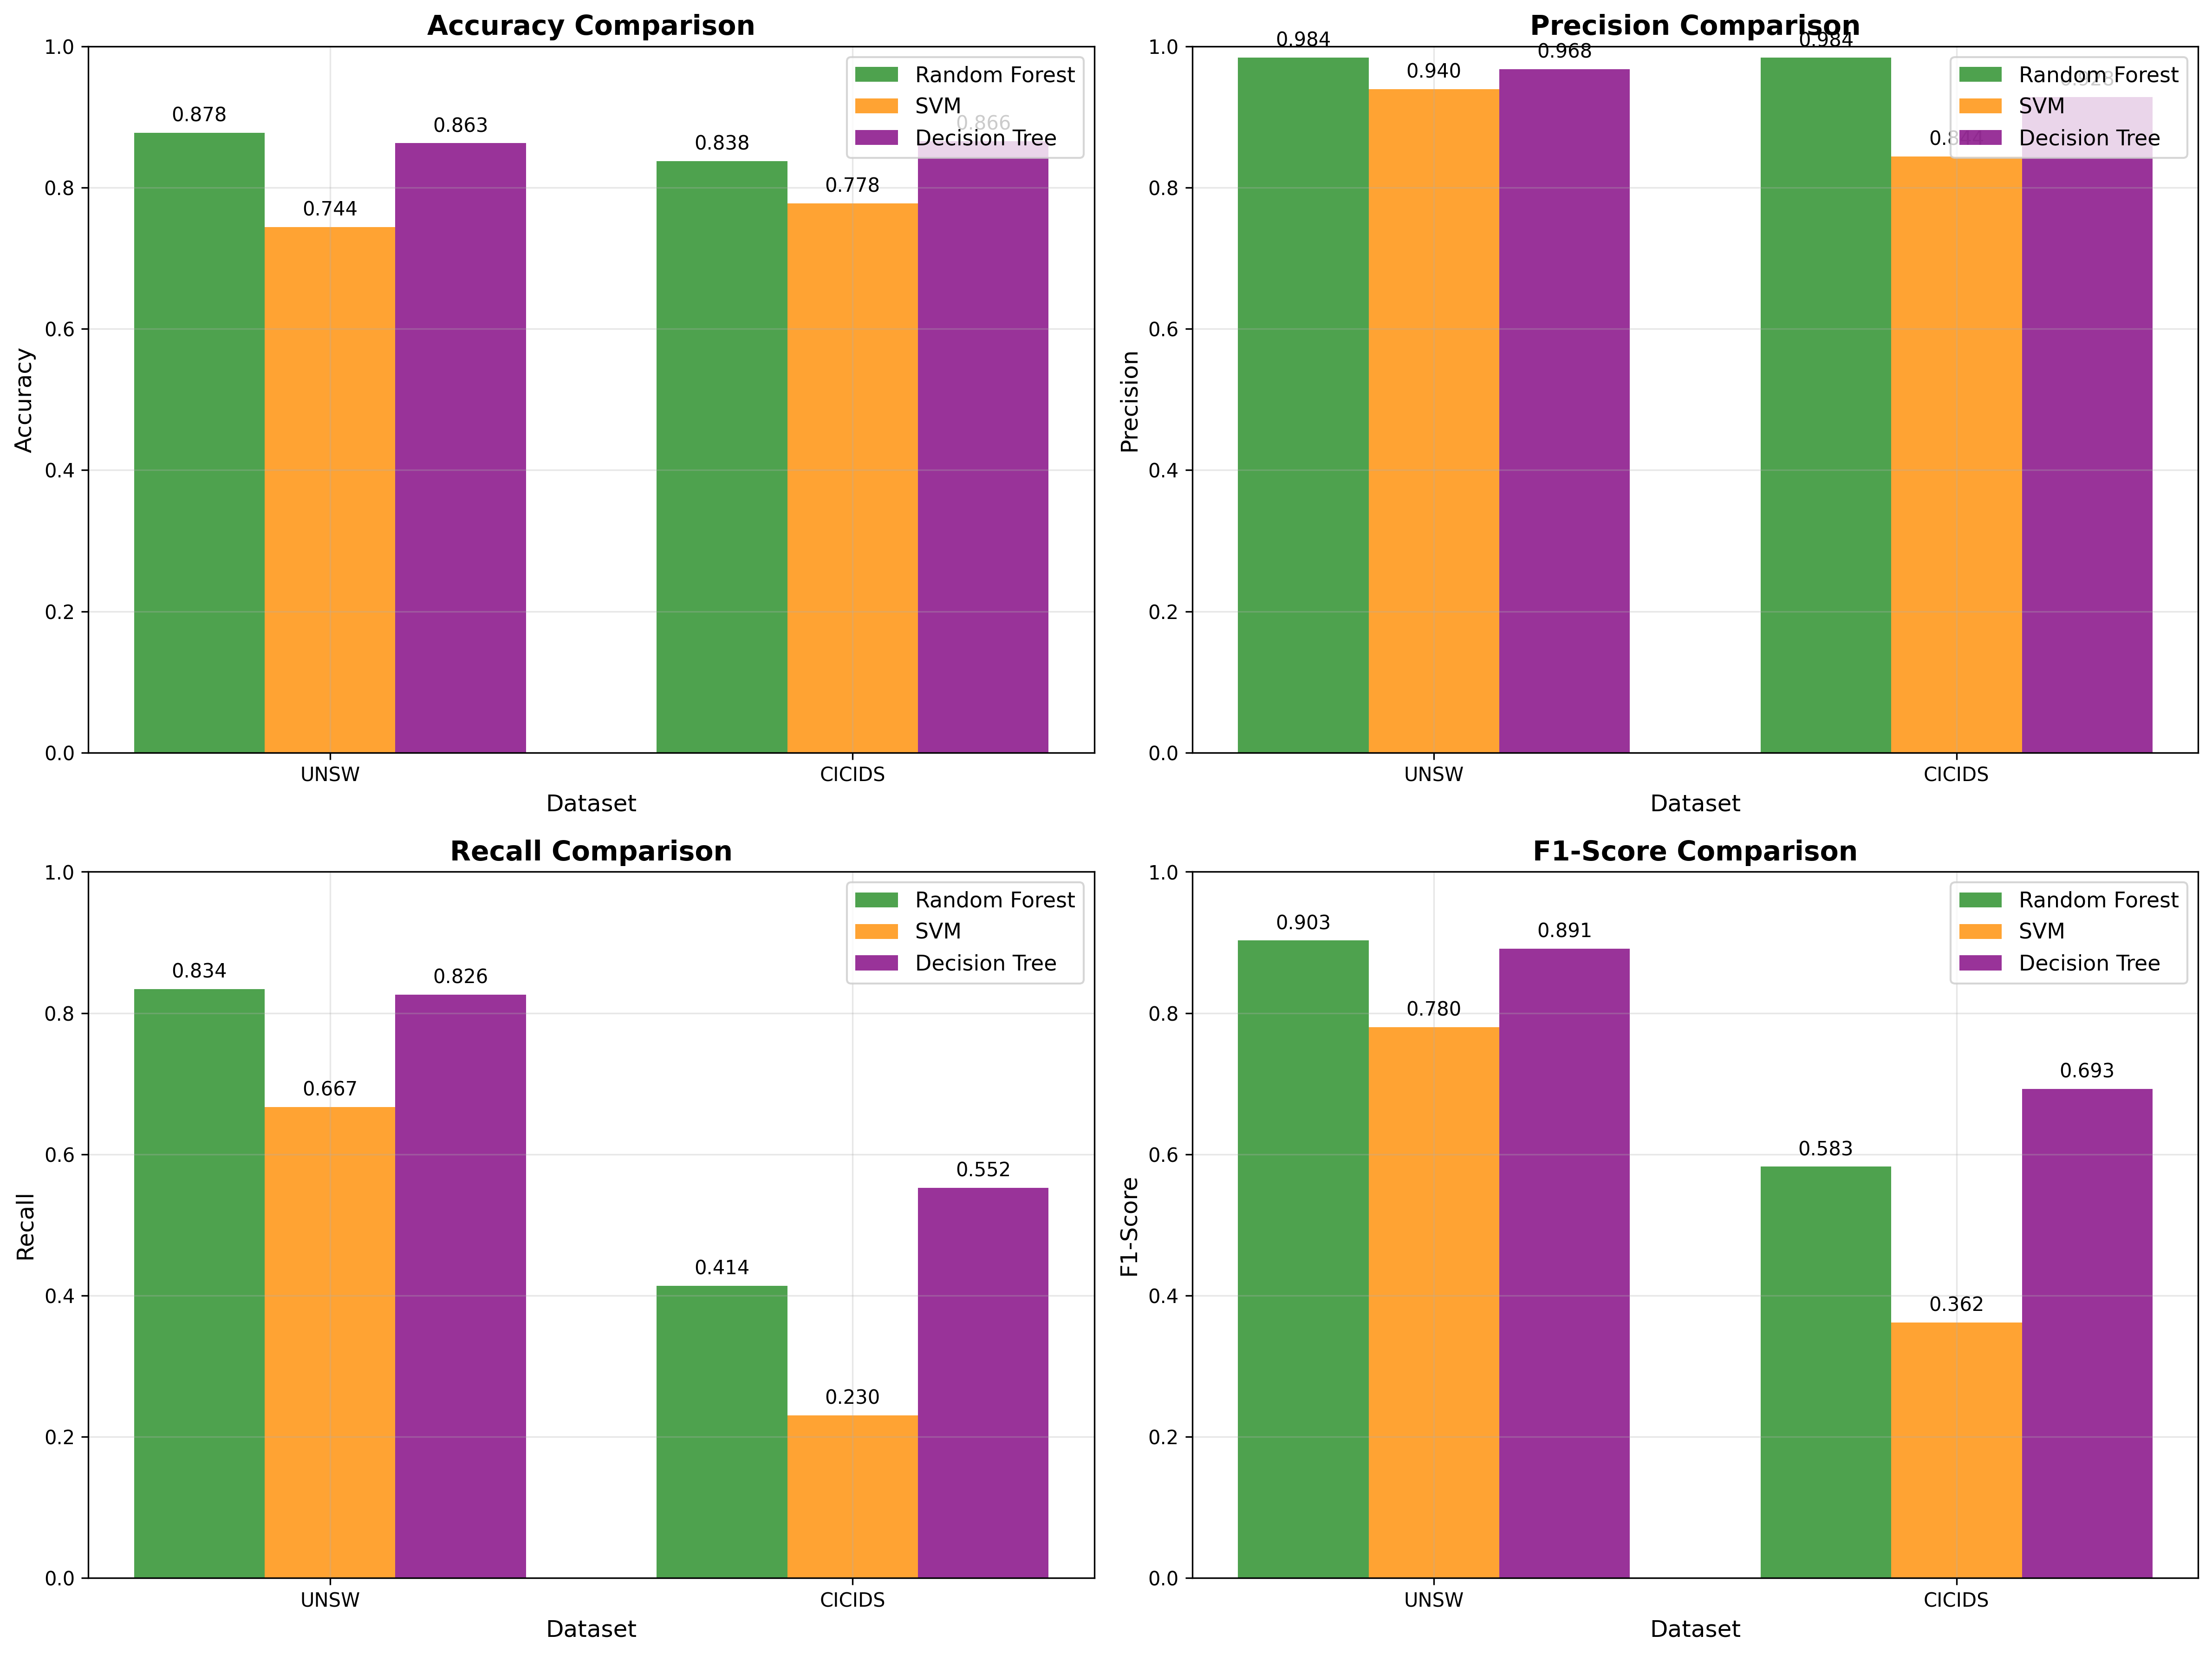 Accuracy Comparison
Accuracy
1.0
0.8
0.6
0.4
0.2
0.0
0.878
0.744
0.863
0.838
0.778
0.866
Random Forest
SVM
Decision Tree
UNSW
CICIDS
Dataset
Precision Comparison
Precision
1.0
0.8
0.6
0.4
0.2
0.0
0.984
0.940
0.968
0.984
0.844
0.928
Random Forest
SVM
Decision Tree
UNSW
CICIDS
Dataset
Recall Comparison
Recall
1.0
0.8
0.6
0.4
0.2
0.0
0.834
0.667
0.826
0.414
0.230
0.552
Random Forest
SVM
Decision Tree
UNSW
CICIDS
Dataset
F1-Score Comparison
F1-Score
1.0
0.8
0.6
0.4
0.2
0.0
0.903
0.780
0.891
0.583
0.362
0.693
Random Forest
SVM
Decision Tree
UNSW
CICIDS
Dataset